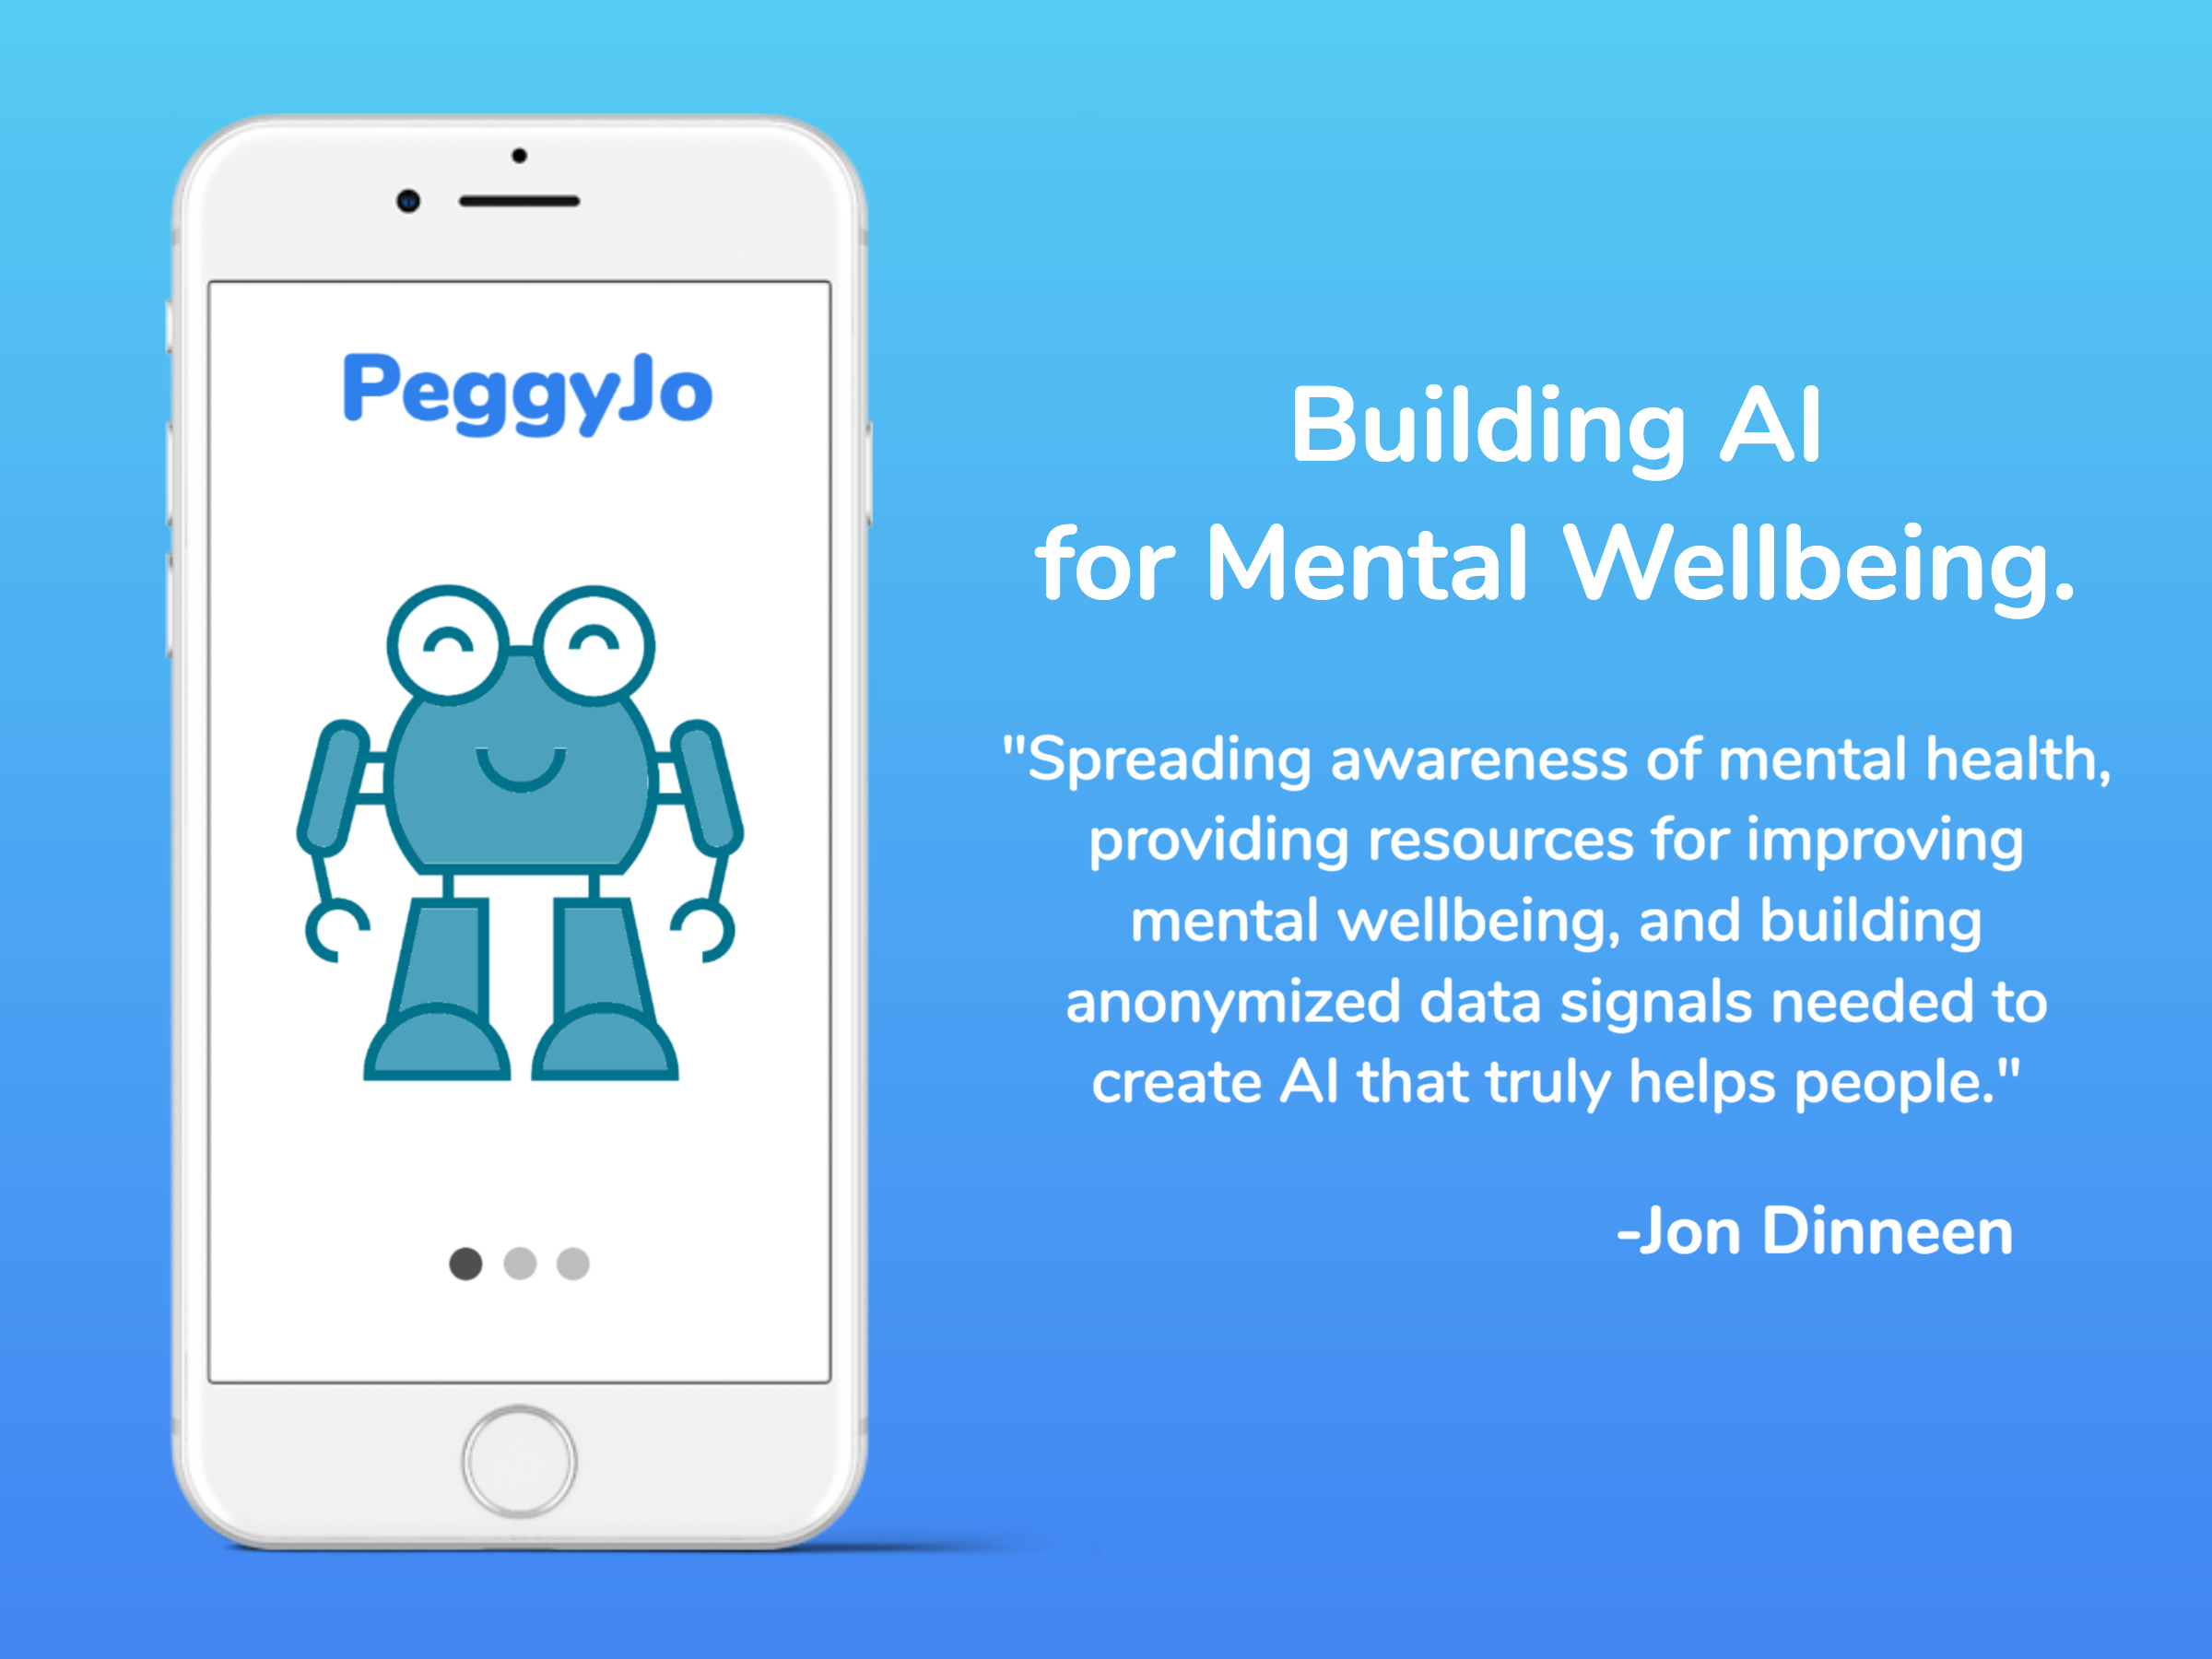 PeggyJo
Building AI
for Mental Wellbeing.
"Spreading awareness of mental health,
providing resources for improving
mental wellbeing, and building
anonymized data signals needed to
create AI that truly helps people."
-Jon Dinneen